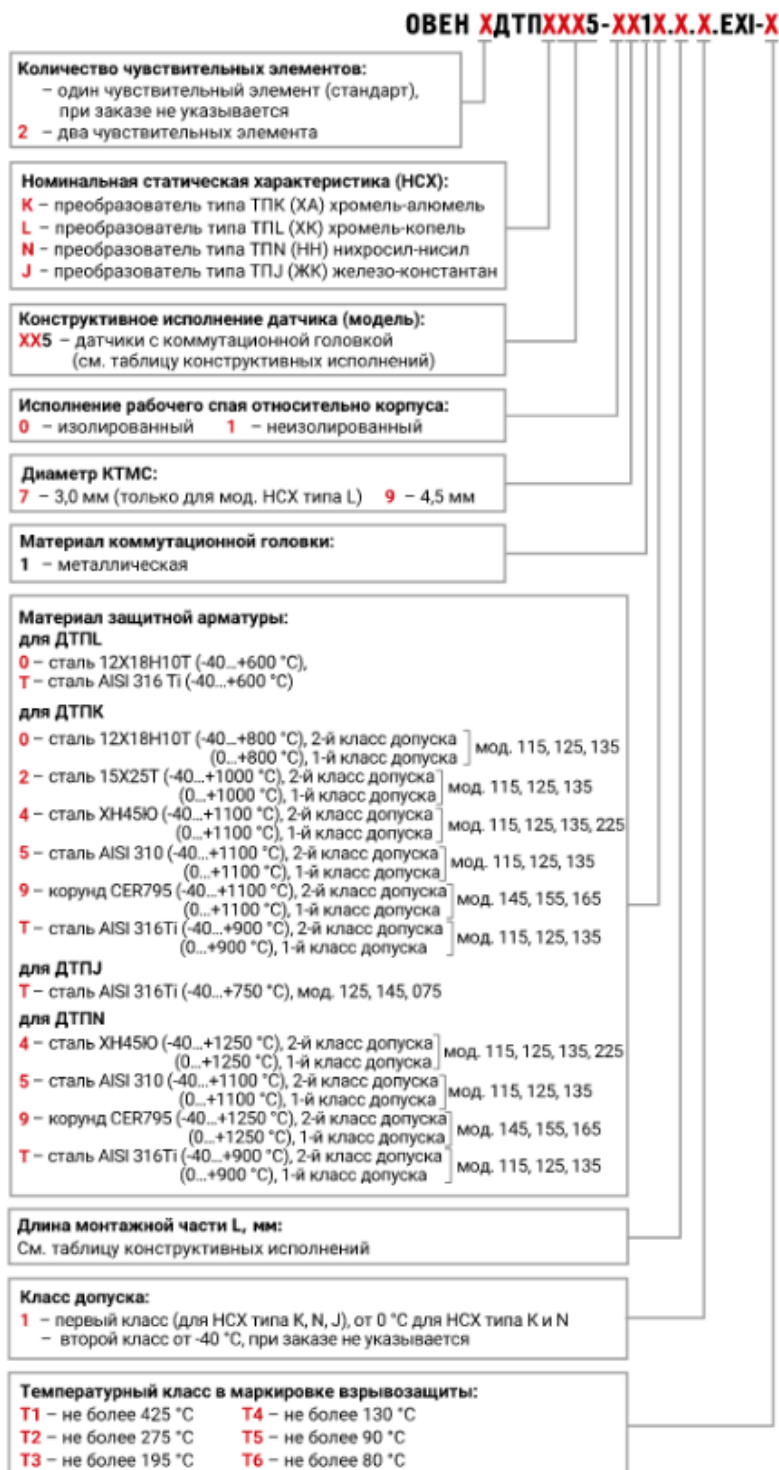 ОВЕН XДТПXXX5-XX1X.X.X.EXI-X
Количество чувствительных элементов:
– один чувствительный элемент (стандарт),
при заказе не указывается
2 – два чувствительных элемента
Номинальная статическая характеристика (НСХ):
K – преобразователь типа ТПК (ХА) хромель-алюмель
L – преобразователь типа ТПL (ХК) хромель-копель
N – преобразователь типа ТПN (НН) нихросил-нисил
J – преобразователь типа ТПJ (ЖК) железо-константан
Конструктивное исполнение датчика (модель):
XX5 – датчики с коммутационной головкой
(см. таблицу конструктивных исполнений)
Исполнение рабочего спая относительно корпуса:
0 – изолированный 1 – неизолированный
Диаметр КТМС:
7 – 3,0 мм (только для мод. НСХ типа L) 9 – 4,5 мм
Материал коммутационной головки:
1 – металлическая
Материал защитной арматуры:
для ДТПL
0 – сталь 12Х18Н10Т (-40...+600 °С),
T – сталь AISI 316 Ti (-40...+600 °С)
для ДТПК
0 – сталь 12Х18Н10Т (-40...+800 °С), 2-й класс допуска
(0...+800 °С), 1-й класс допуска мод. 115, 125, 135
2 – сталь 15Х25Т (-40...+1000 °С), 2-й класс допуска
(0...+1000 °С), 1-й класс допуска мод. 115, 125, 135
4 – сталь ХН45Ю (-40...+1100 °С), 2-й класс допуска
(0...+1100 °С), 1-й класс допуска мод. 115, 125, 135, 225
5 – сталь AISI 310 (-40...+1100 °С), 2-й класс допуска
(0...+1100 °С), 1-й класс допуска мод. 115, 125, 135
9 – корунд CER795 (-40...+1100 °С), 2-й класс допуска
(0...+1100 °С), 1-й класс допуска мод. 145, 155, 165
T – сталь AISI 316Ti (-40...+900 °С), 2-й класс допуска
(0...+900 °С), 1-й класс допуска мод. 115, 125, 135
для ДТПJ
T – сталь AISI 316Ti (-40...+750 °С), мод. 125, 145, 075
для ДТПN
4 – сталь ХН45Ю (-40...+1250 °С), 2-й класс допуска
(0...+1250 °С), 1-й класс допуска мод. 115, 125, 135, 225
5 – сталь AISI 310 (-40...+1100 °С), 2-й класс допуска
(0...+1100 °С), 1-й класс допуска мод. 115, 125, 135
9 – корунд CER795 (-40...+1250 °С), 2-й класс допуска
(0...+1250 °С), 1-й класс допуска мод. 145, 155, 165
T – сталь AISI 316Ti (-40...+900 °С), 2-й класс допуска
(0...+900 °С), 1-й класс допуска мод. 115, 125, 135
Длина монтажной части L, мм:
См. таблицу конструктивных исполнений
Класс допуска:
1 – первый класс (для НСХ типа K, N, J), от 0 °С для НСХ типа K и N
– второй класс от -40 °С, при заказе не указывается
Температурный класс в маркировке взрывозащиты:
T1 – не более 425 °С T4 – не более 130 °С
T2 – не более 275 °С T5 – не более 90 °С
T3 – не более 195 °С T6 – не более 80 °С